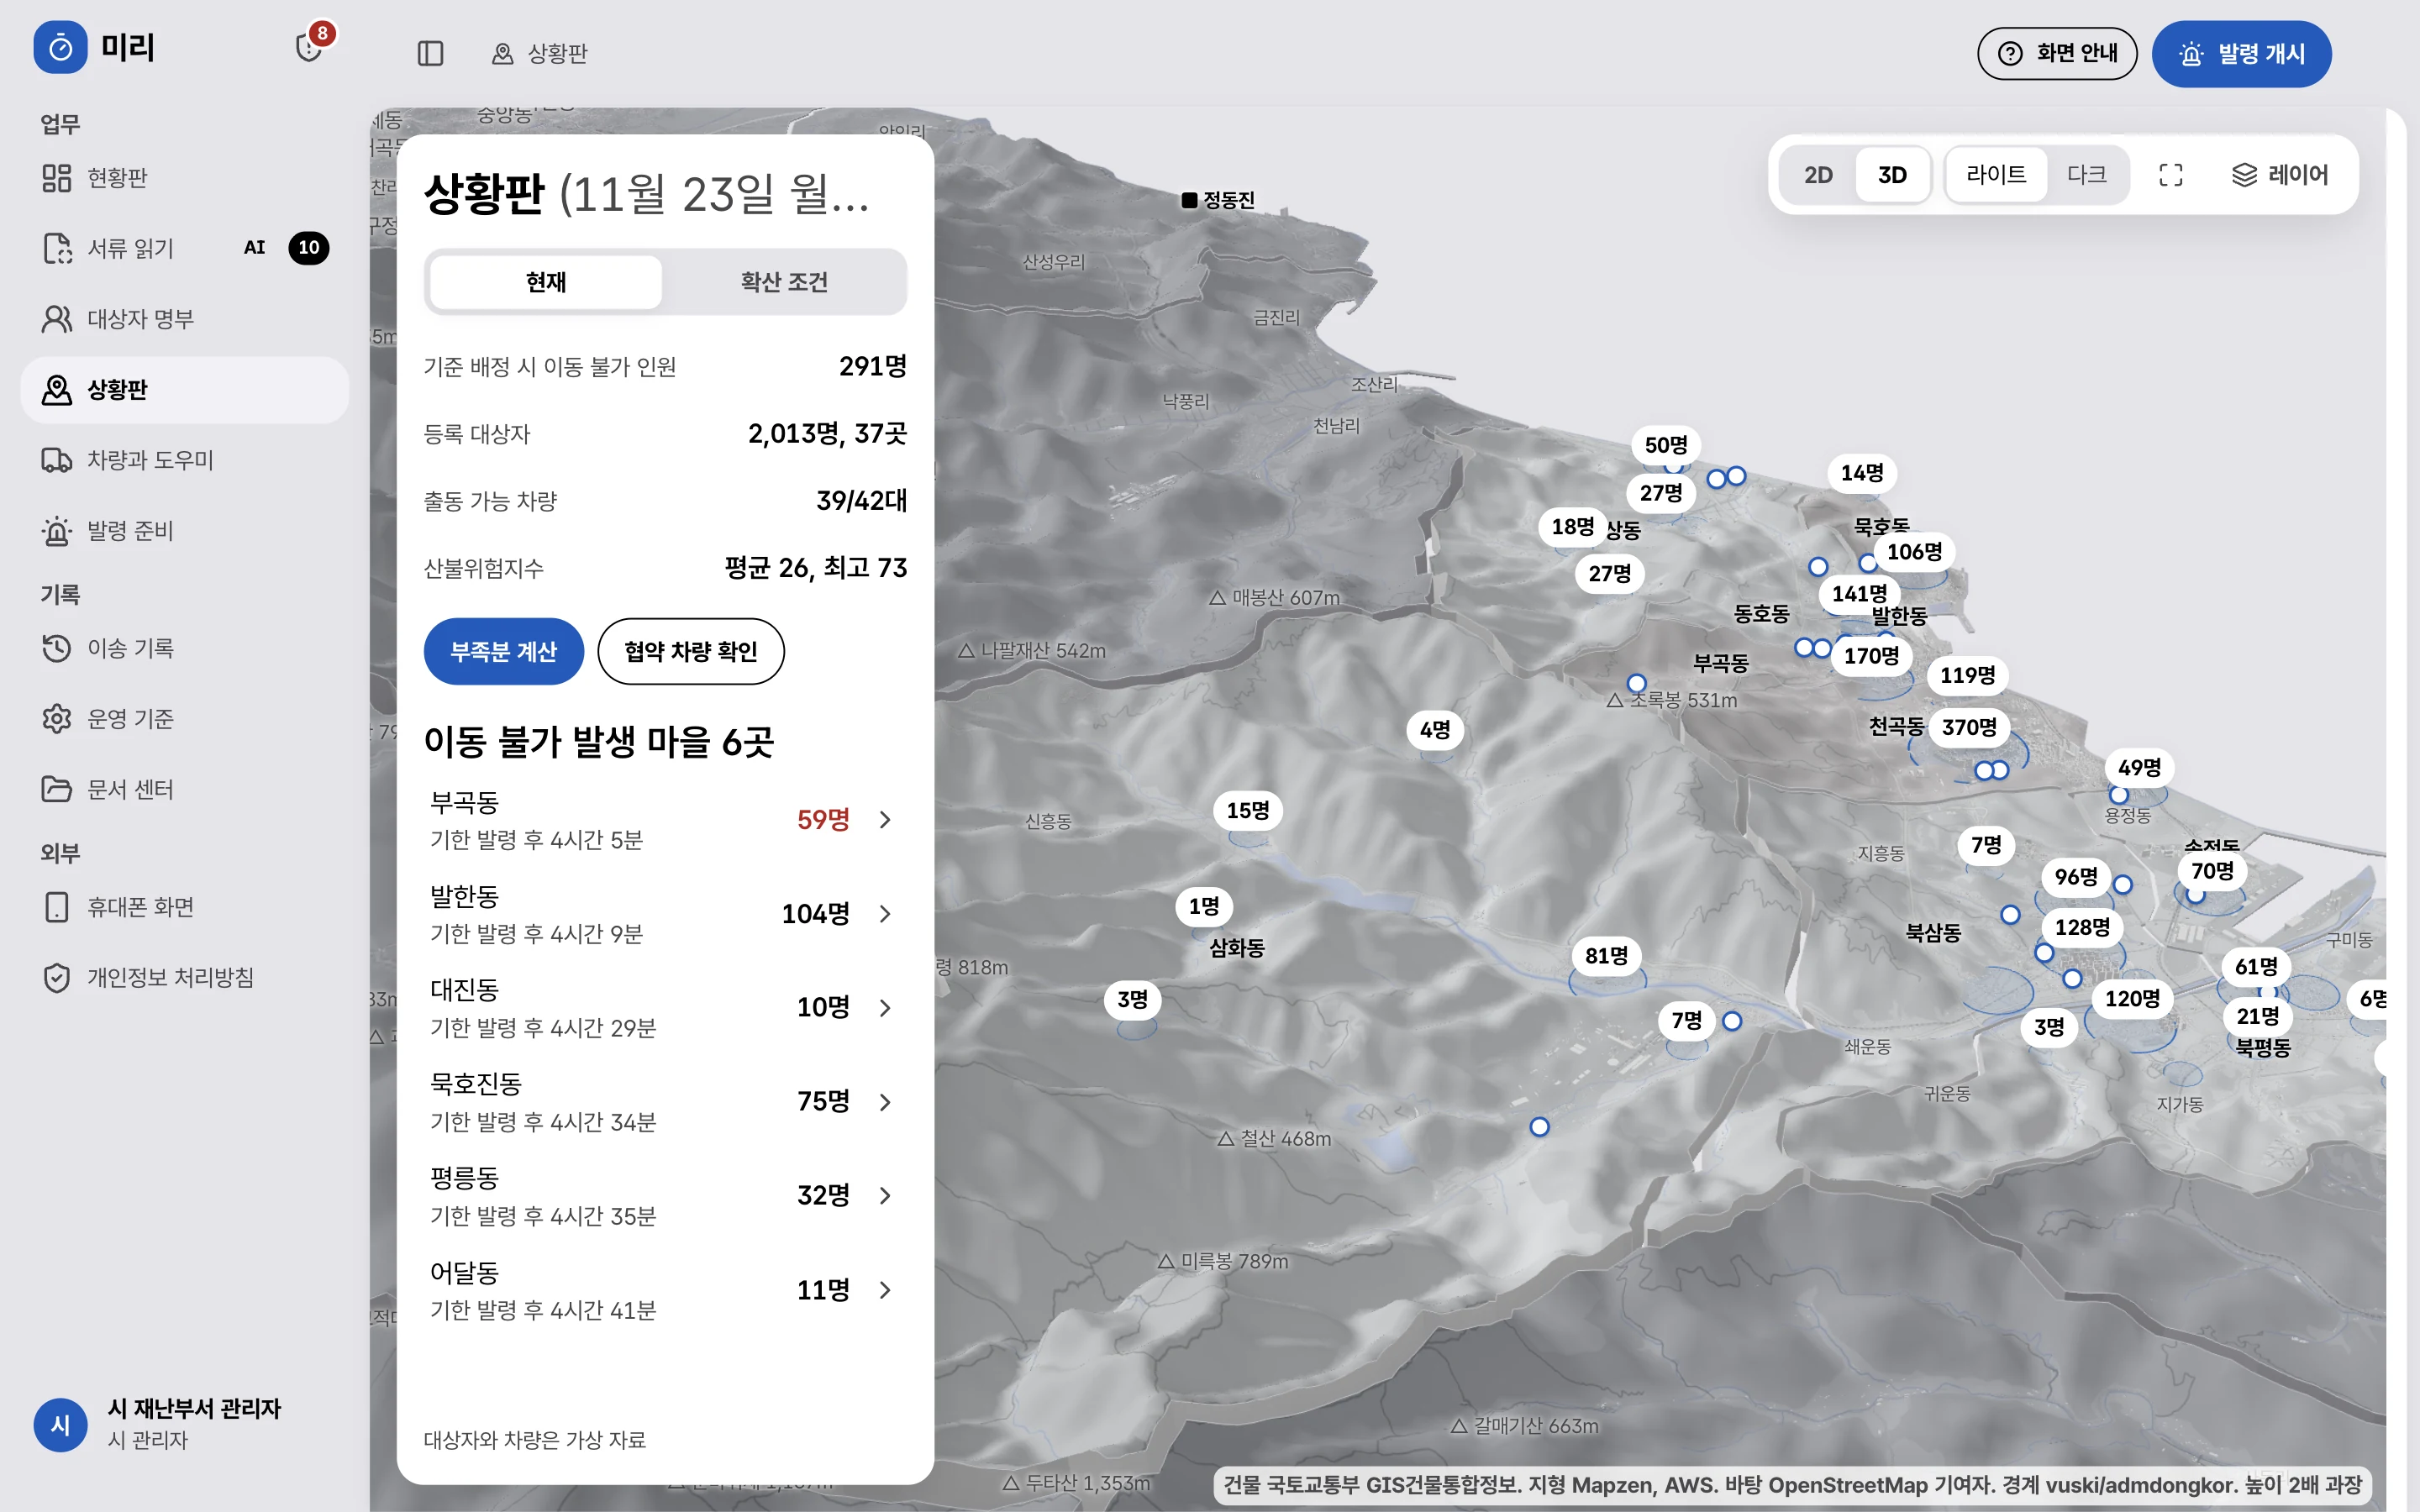 미리
8
업무
현황판
서류 읽기 AI 10
대상자 명부
상황판
차량과 도우미
발령 준비
기록
이송 기록
운영 기준
문서 센터
외부
휴대폰 화면
개인정보 처리방침
시
시 재난부서 관리자
시 관리자
상황판
화면 안내
발령 개시
상황판 (11월 23일 월...
현재
확산 조건
기준 배정 시 이동 불가 인원 291명
등록 대상자 2,013명, 37곳
출동 가능 차량 39/42대
산불위험지수 평균 26, 최고 73
부족분 계산
협약 차량 확인
이동 불가 발생 마을 6곳
부곡동
기한 발령 후 4시간 5분
59명
발한동
기한 발령 후 4시간 9분
104명
대진동
기한 발령 후 4시간 29분
10명
묵호진동
기한 발령 후 4시간 34분
75명
평릉동
기한 발령 후 4시간 35분
32명
어달동
기한 발령 후 4시간 41분
11명
대상자와 차량은 가상 자료
2D 3D 라이트 다크 레이어
중앙동
정동진
산성우리
금진리
조산리
낙풍리
천남리
50명
27명
14명
18명
상동
묵호동
106명
27명
141명
매봉산 607m
동호동
발한동
나팔재산 542m
부곡동
170명
119명
초록봉 531m
4명
천곡동
370명
49명
15명
신흥동
용정동
7명
지흥동
송정동
70명
96명
1명
128명
북삼동
구미동
삼화동
81명
818m
61명
3명
120명
6명
7명
3명
21명
쇄운동
북평동
귀운동
지가동
철산 468m
미륵봉 789m
갈매기산 663m
두타산 1,353m
건물 국토교통부 GIS건물통합정보. 지형 Mapzen, AWS. 바탕 OpenStreetMap 기여자. 경계 vuski/admdongkor. 높이 2배 과장